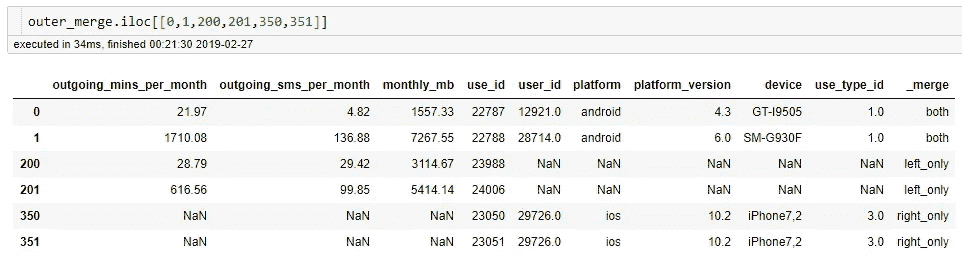 outer_merge.iloc[[0,1,200,201,350,351]]
executed in 34ms, finished 00:21:30 2019-02-27
outgoing_mins_per_month outgoing_sms_per_month monthly_mb use_id user_id platform platform_version device use_type_id _merge
0 21.97 4.82 1557.33 22787 12921.0 android 4.3 GT-I9505 1.0 both
1 1710.08 136.88 7267.55 22788 28714.0 android 6.0 SM-G930F 1.0 both
200 28.79 29.42 3114.67 23988 NaN NaN NaN NaN NaN left_only
201 616.56 99.85 5414.14 24006 NaN NaN NaN NaN NaN left_only
350 NaN NaN NaN 23050 29726.0 ios 10.2 iPhone7,2 3.0 right_only
351 NaN NaN NaN 23051 29726.0 ios 10.2 iPhone7,2 3.0 right_only